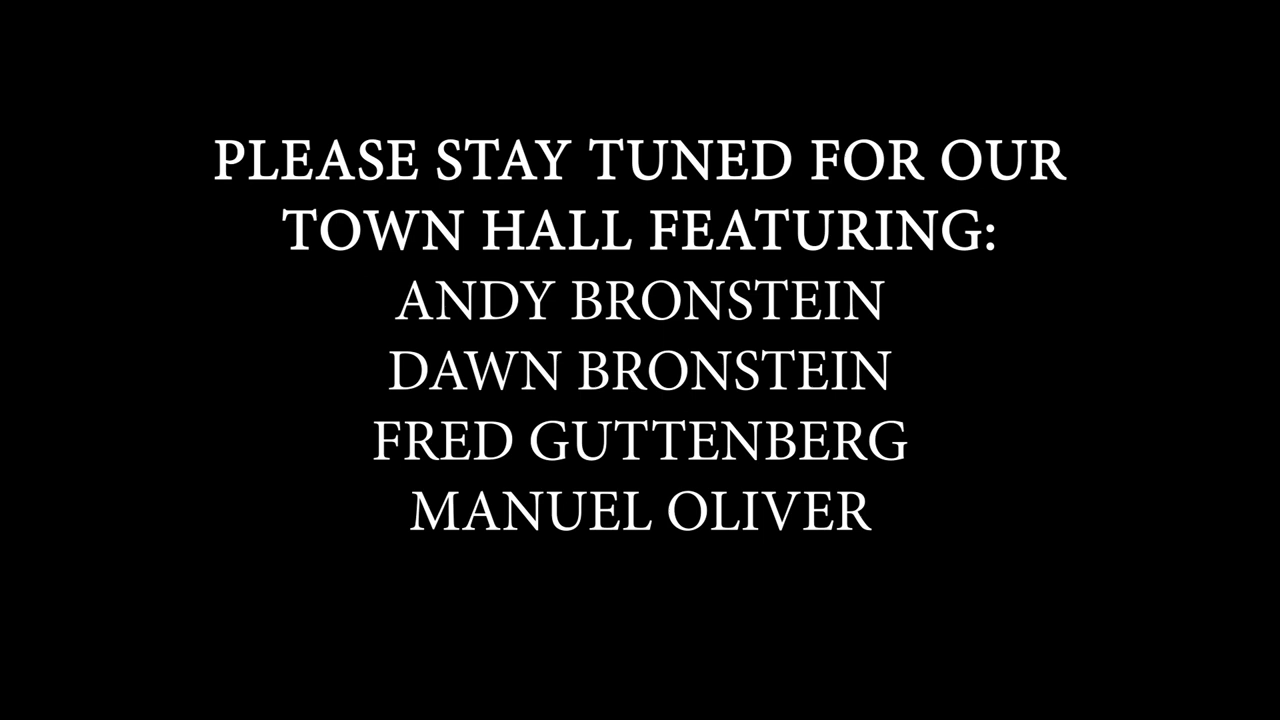 PLEASE STAY TUNED FOR OUR
TOWN HALL FEATURING:
ANDY BRONSTEIN
DAWN BRONSTEIN
FRED GUTTENBERG
MANUEL OLIVER